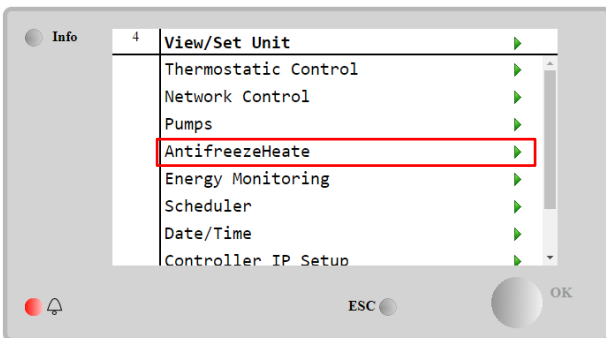 Info
4 View/Set Unit
Thermostatic Control
Network Control
Pumps
AntifreezeHeate
Energy Monitoring
Scheduler
Date/Time
Controller IP Setup
ESC
OK